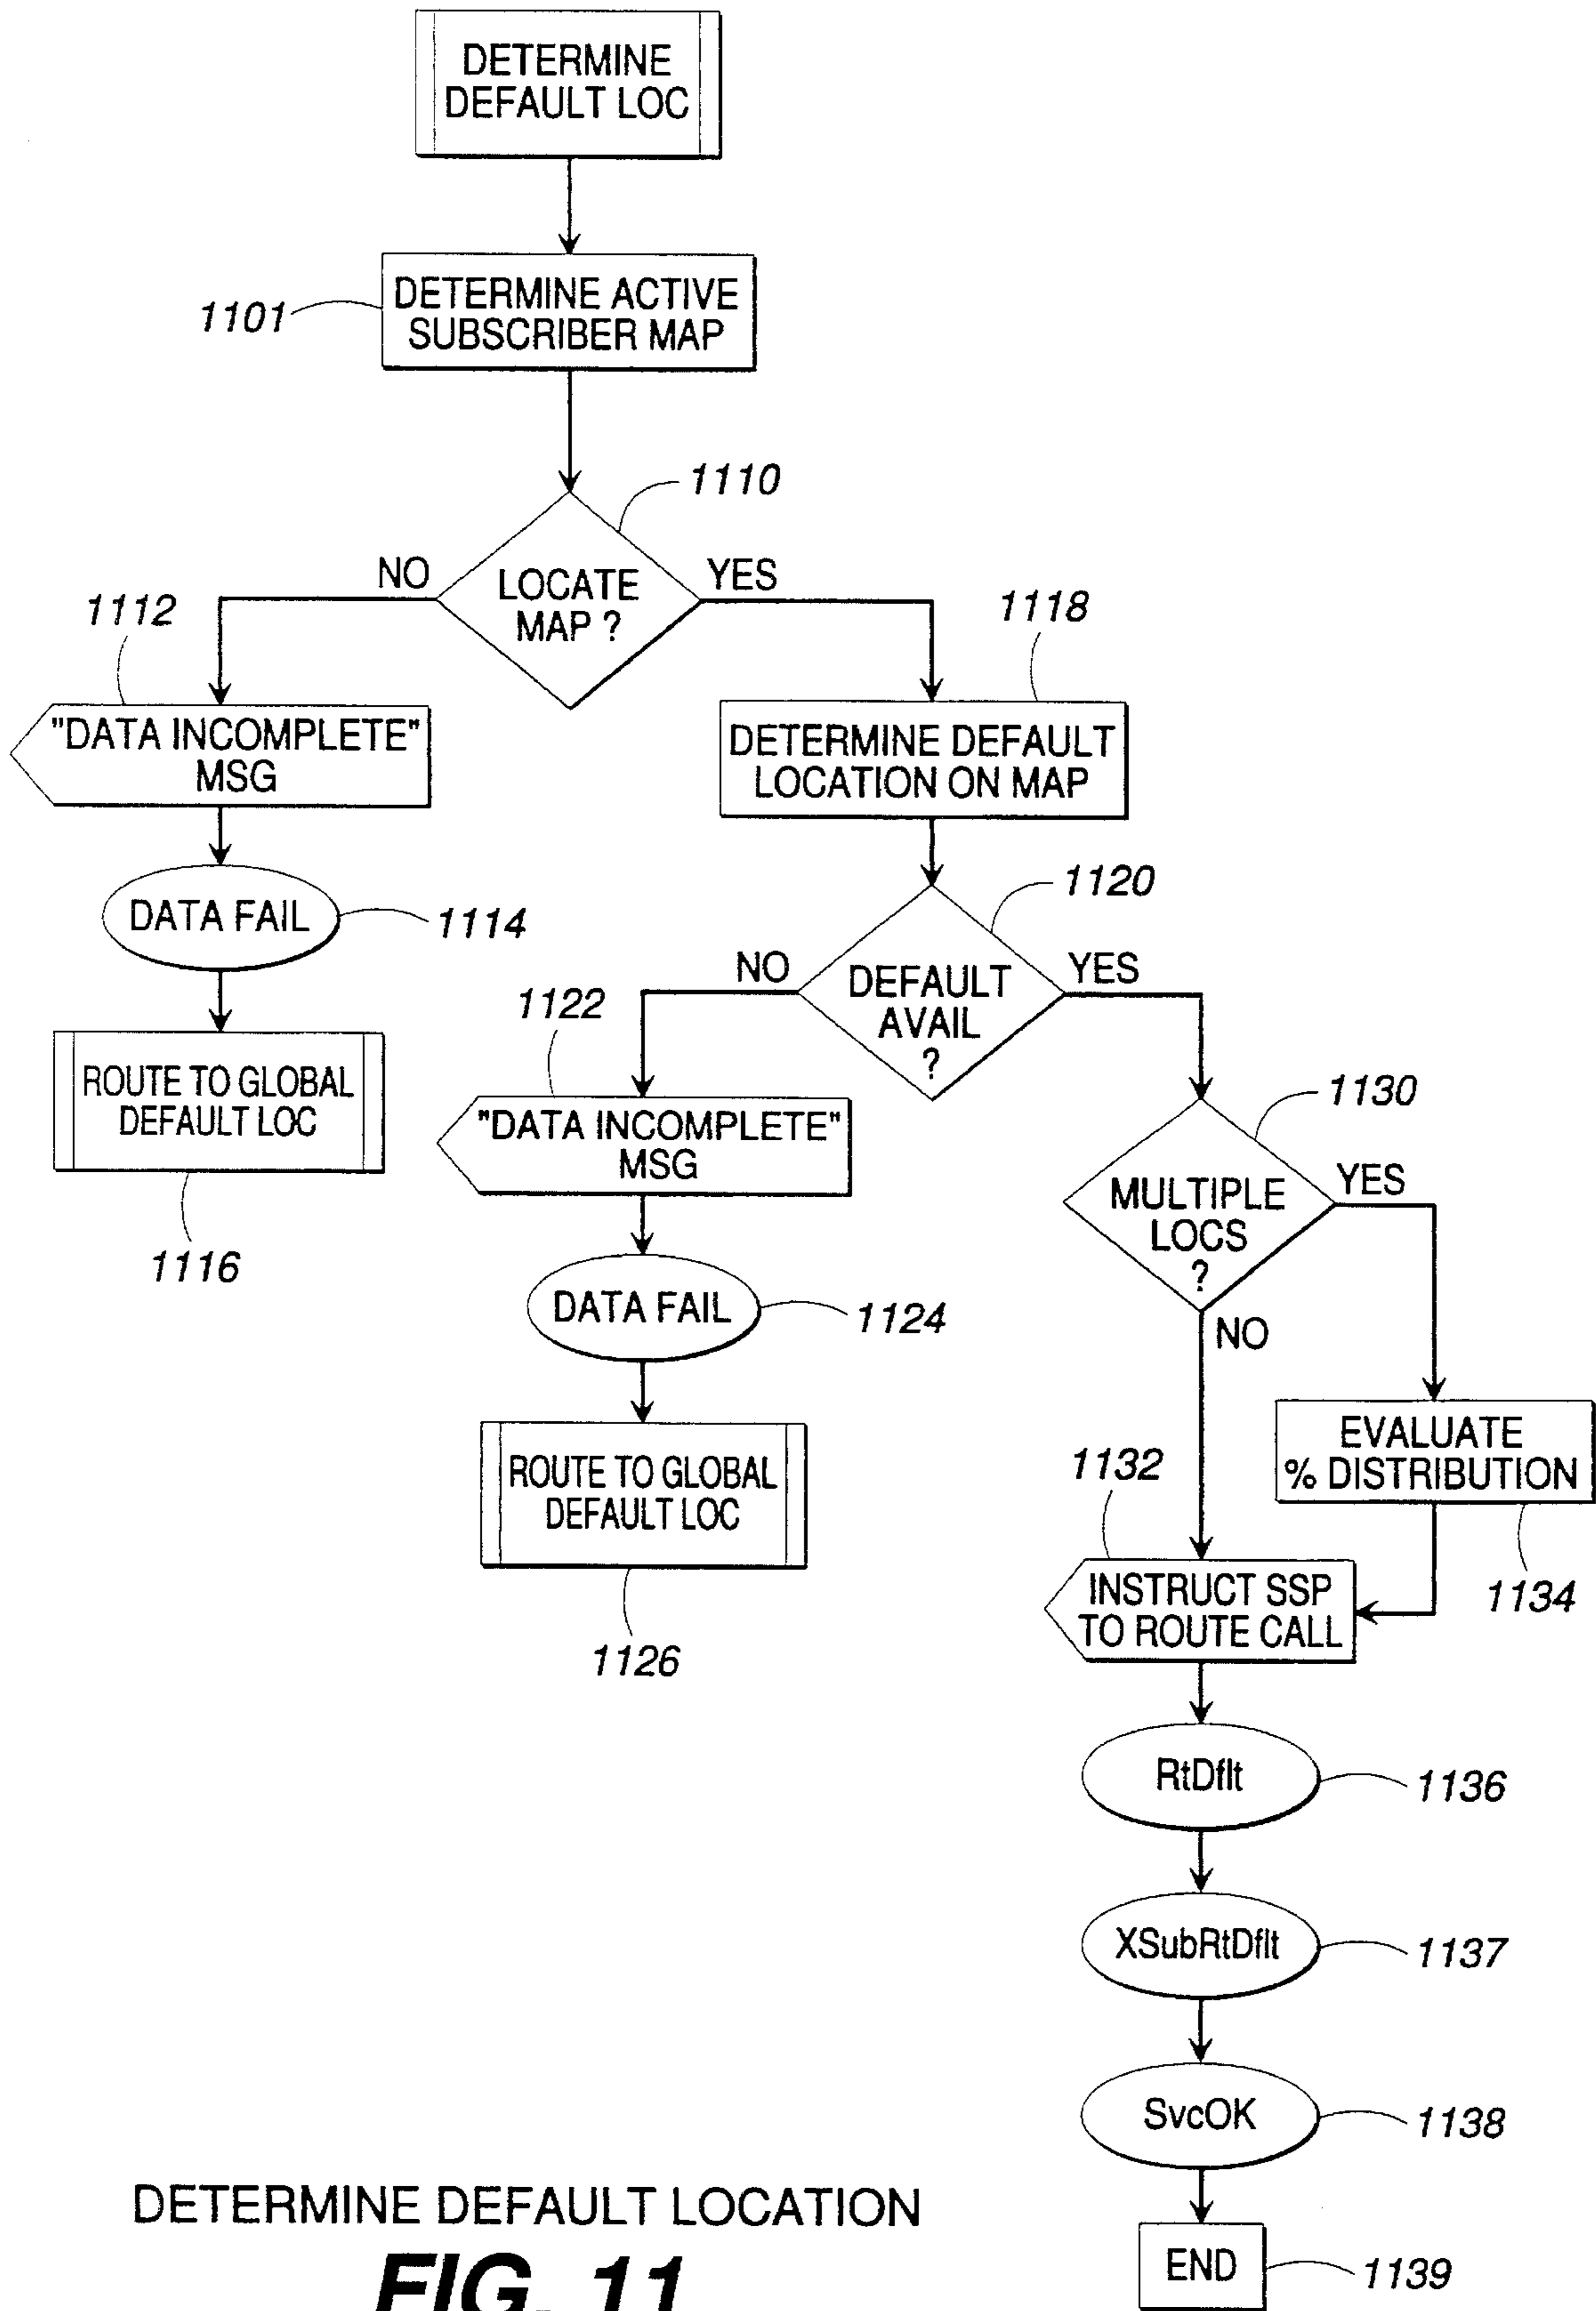 DETERMINE
DEFAULT LOC
DETERMINE ACTIVE
SUBSCRIBER MAP
1101
1110
LOCATE
MAP ?
NO
YES
1112
"DATA INCOMPLETE"
MSG
1118
DETERMINE DEFAULT
LOCATION ON MAP
DATA FAIL
1114
1120
DEFAULT
AVAIL
?
NO
YES
ROUTE TO GLOBAL
DEFAULT LOC
1116
1122
"DATA INCOMPLETE"
MSG
1130
MULTIPLE
LOCS
?
YES
NO
DATA FAIL
1124
EVALUATE
% DISTRIBUTION
1134
ROUTE TO GLOBAL
DEFAULT LOC
1126
1132
INSTRUCT SSP
TO ROUTE CALL
RtDflt
1136
XSubRtDflt
1137
SvcOK
1138
END
1139
DETERMINE DEFAULT LOCATION
FIG. 11